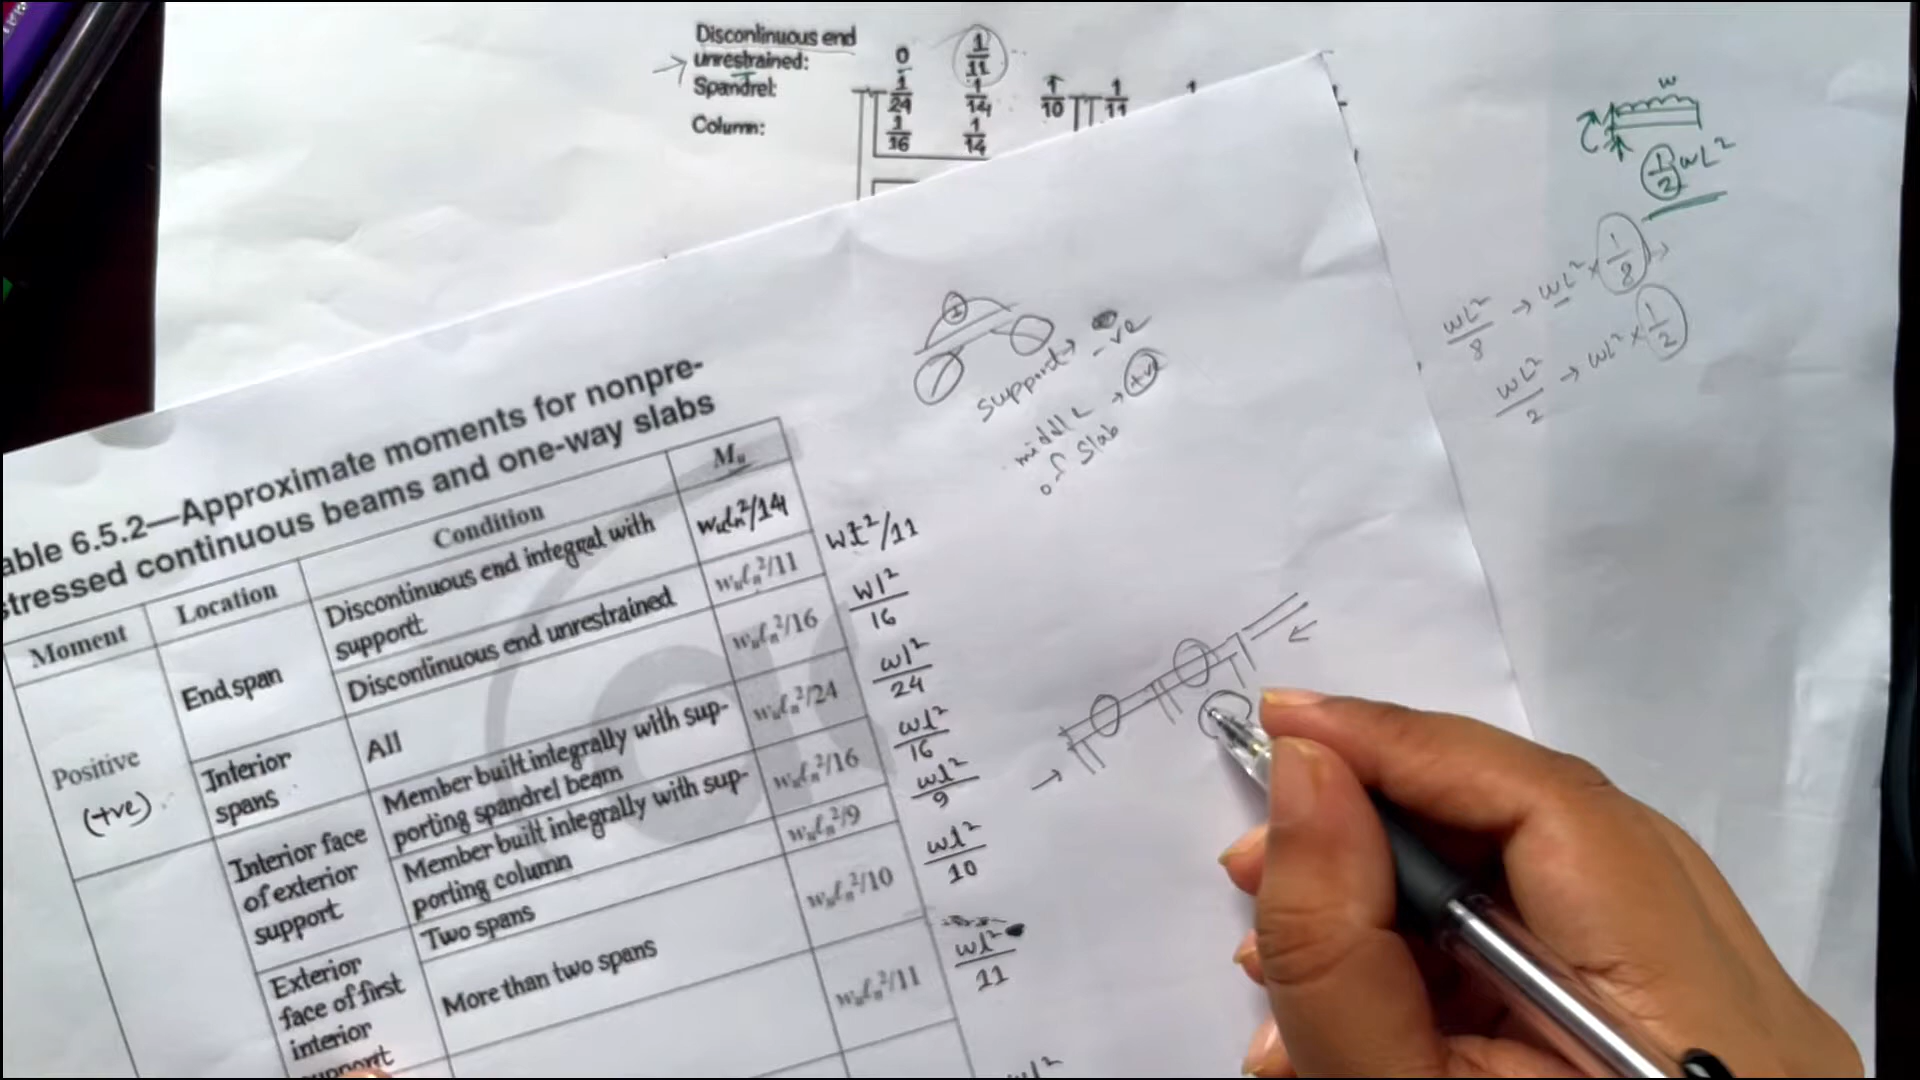 Discontinuous end
unrestrained: 0 1/11
Spandrel: 1/24 1/14 1/10 1/11 1
Column: 1/16 1/14
w
1/2 wL²
wL²/8 → wL² × 1/8 →
wL²/2 → wL² × 1/2
support → -ve
middle → +ve
of slab
able 6.5.2—Approximate moments for nonpre-
stressed continuous beams and one-way slabs
Moment Location Condition Mu
Positive
(+ve)
End span
Discontinuous end integral with
support
wuℓn²/14
Discontinuous end unrestrained
wuℓn²/11 wl²/11
Interior
spans
All
wuℓn²/16 wl²/16
Interior face
of exterior
support
Member built integrally with sup-
porting spandrel beam
wuℓn²/24 wl²/24
Member built integrally with sup-
porting column
wuℓn²/16 wl²/16
Exterior
face of first
interior
support
Two spans
wuℓn²/9 wl²/9
More than two spans
wuℓn²/10 wl²/10
wuℓn²/11 wl²/11